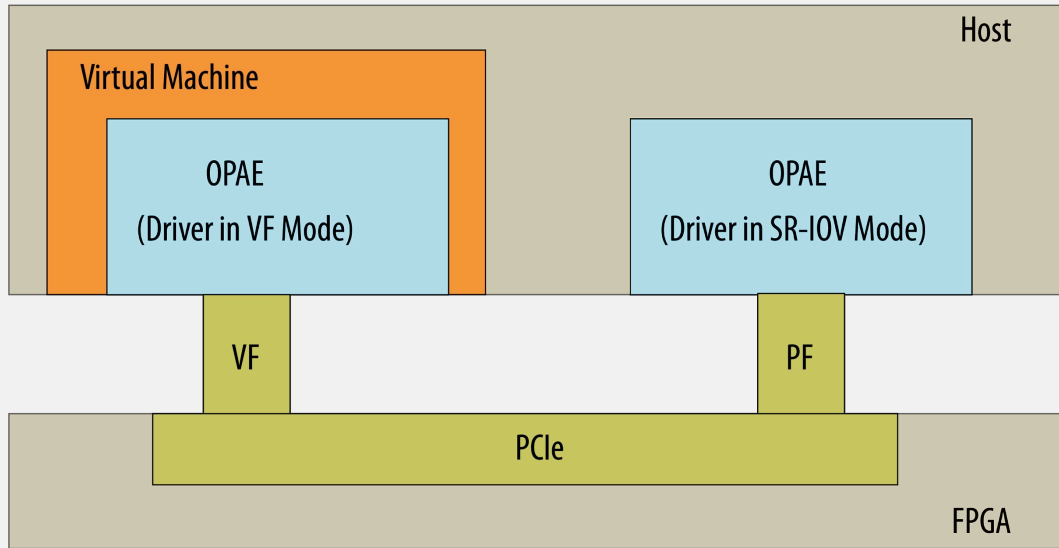 Host
Virtual Machine
OPAE
(Driver in VF Mode)
OPAE
(Driver in SR-IOV Mode)
VF
PF
PCIe
FPGA